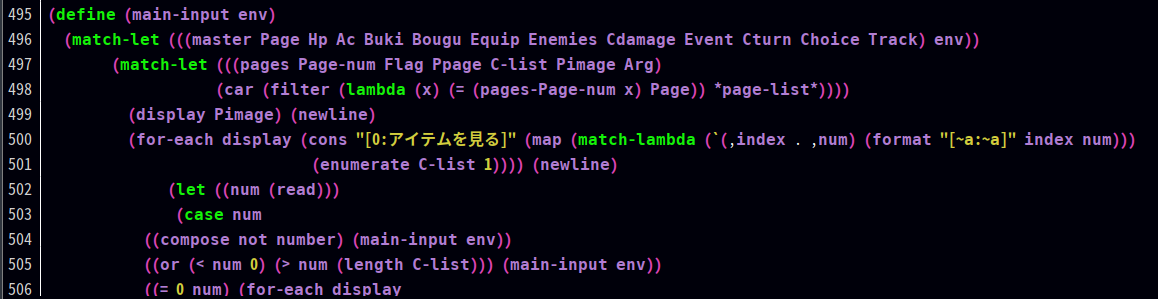 495 (define (main-input env)
496   (match-let (((master Page Hp Ac Buki Bougu Equip Enemies Cdamage Event Cturn Choice Track) env))
497         (match-let (((pages Page-num Flag Ppage C-list Pimage Arg)
498                      (car (filter (lambda (x) (= (pages-Page-num x) Page)) *page-list*))))
499           (display Pimage) (newline)
500           (for-each display (cons "[0:アイテムを見る]" (map (match-lambda (`(,index . ,num) (format "[~a:~a]" index num)))
501                                  (enumerate C-list 1)))) (newline)
502                (let ((num (read)))
503                 (case num
504             ((compose not number) (main-input env))
505             ((or (< num 0) (> num (length C-list))) (main-input env))
506             ((= 0 num) (for-each display